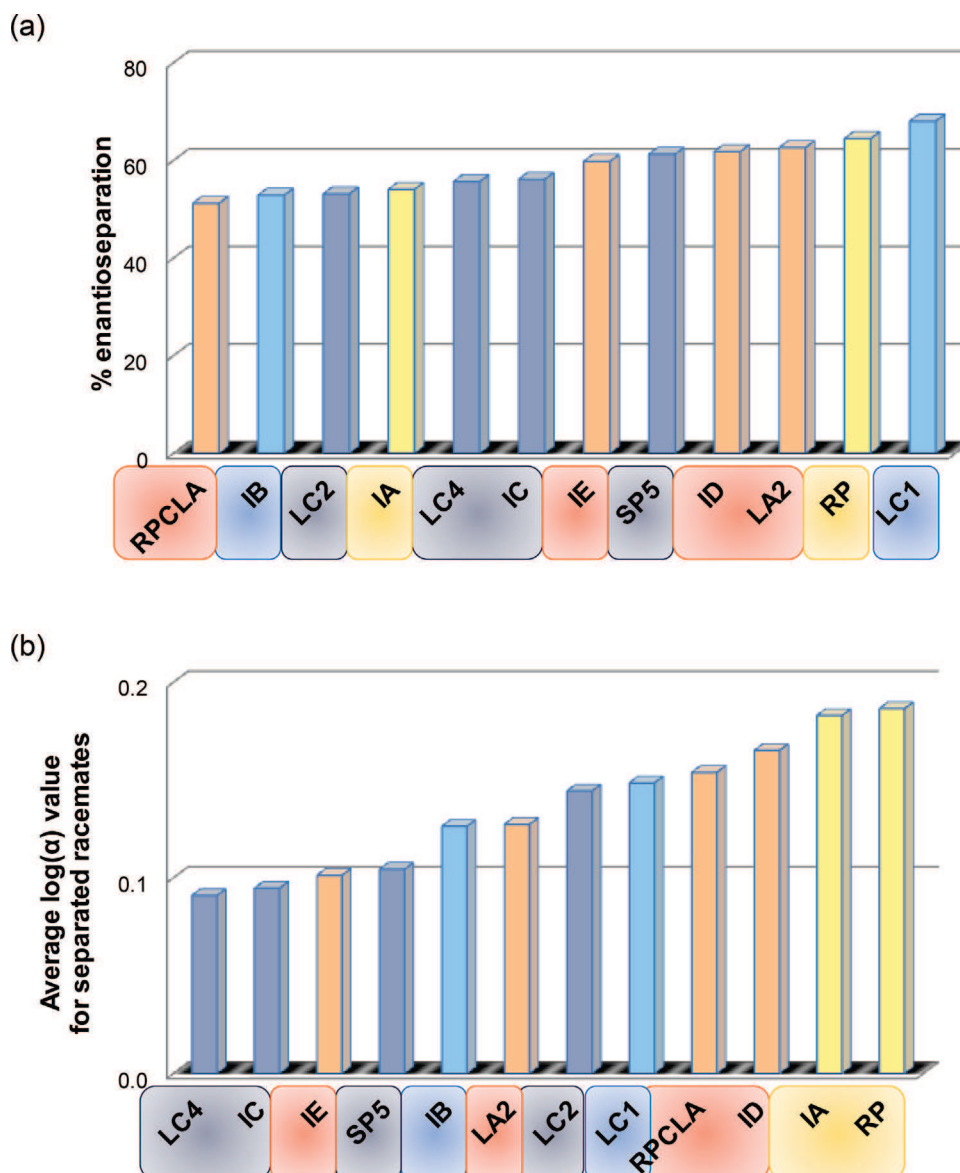 (a)
80
60
40
20
0
% enantioseparation
RPCLA IB LC2 IA LC4 IC IE SP5 ID LA2 RP LC1
(b)
0.2
0.1
0.0
Average log(α) value
for separated racemates
LC4 IC IE SP5 IB LA2 LC2 LC1 RPCLA ID IA RP